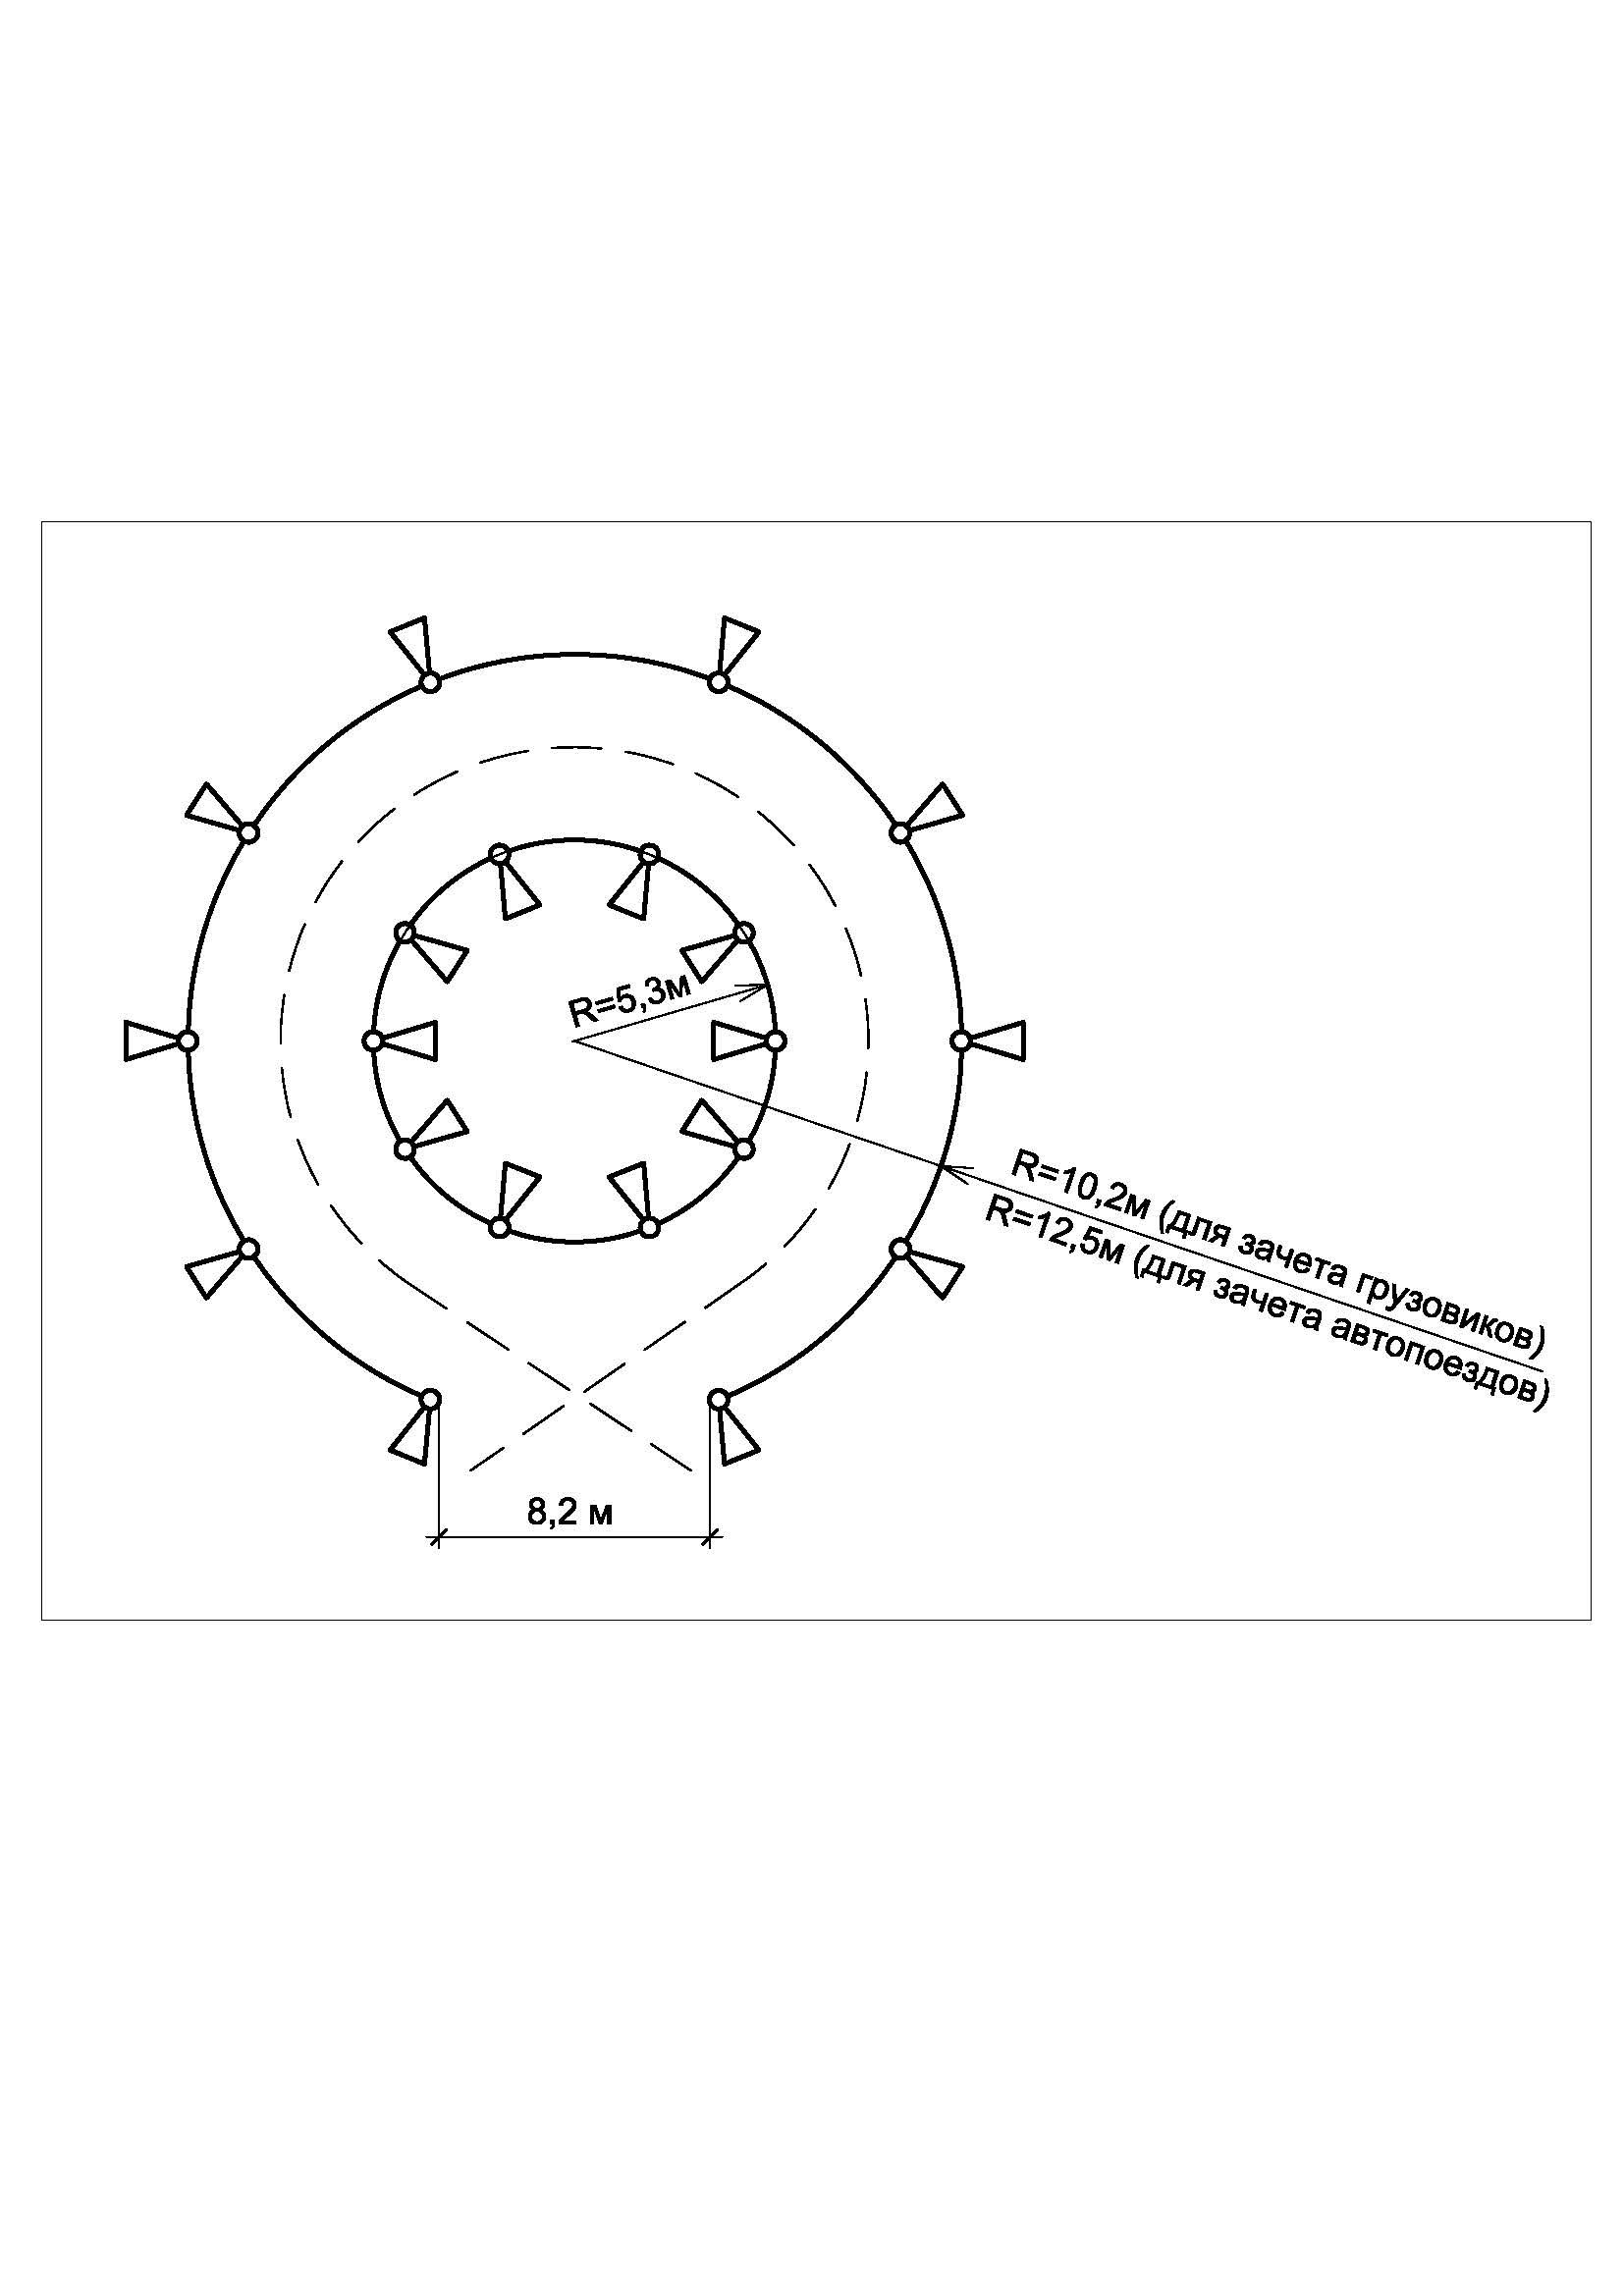 R=5,3м
R=10,2м (для зачета грузовиков)
R=12,5м (для зачета автопоездов)
8,2 м